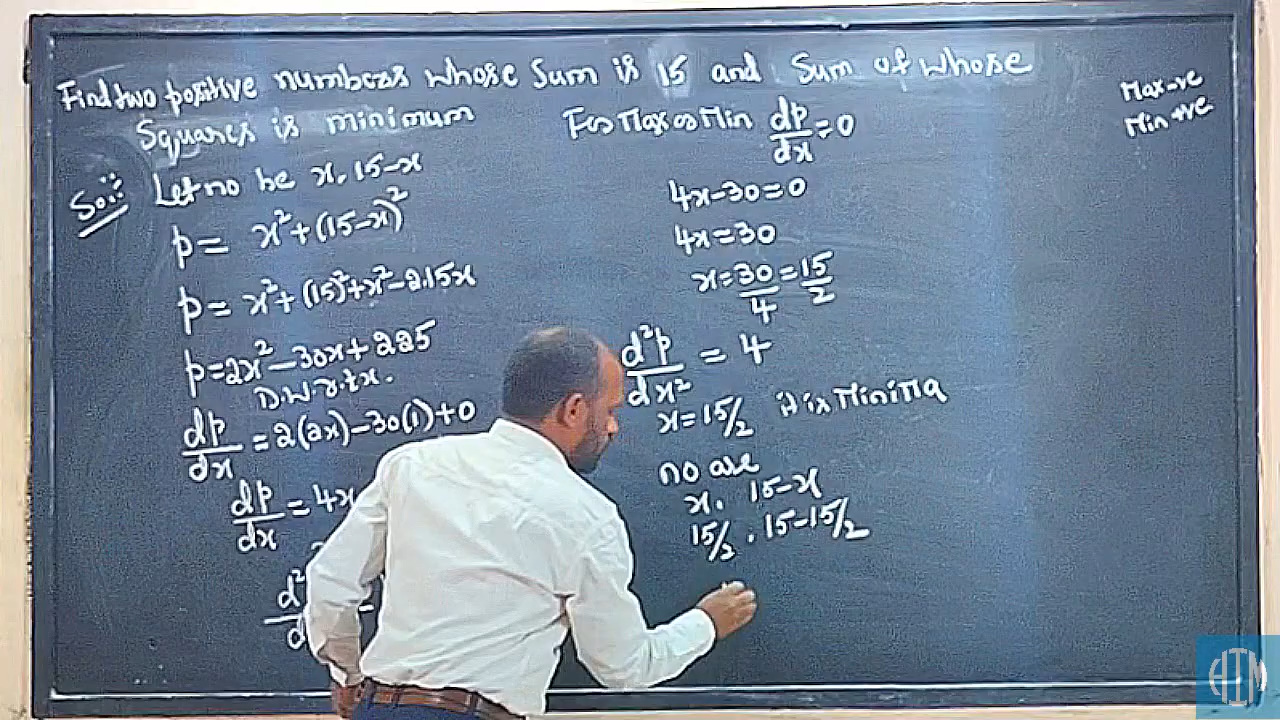 Find two positive numbers whose Sum is 15 and Sum of whose
Squares is minimum
Sol:: Let no be x, 15-x
p = x²+(15-x)²
p = x²+(15)²+x²-2.15x
p=2x²-30x+225
D.W.r.tx.
dp/dx = 2(2x)-30(1)+0
dp/dx = 4x
d²
d
For Max or Min dp/dx=0
4x-30=0
4x=30
x=30/4=15/2
d²p/dx² = 4
x=15/2 it is Minima
no are
x, 15-x
15/2, 15-15/2
Max -ve
Min +ve